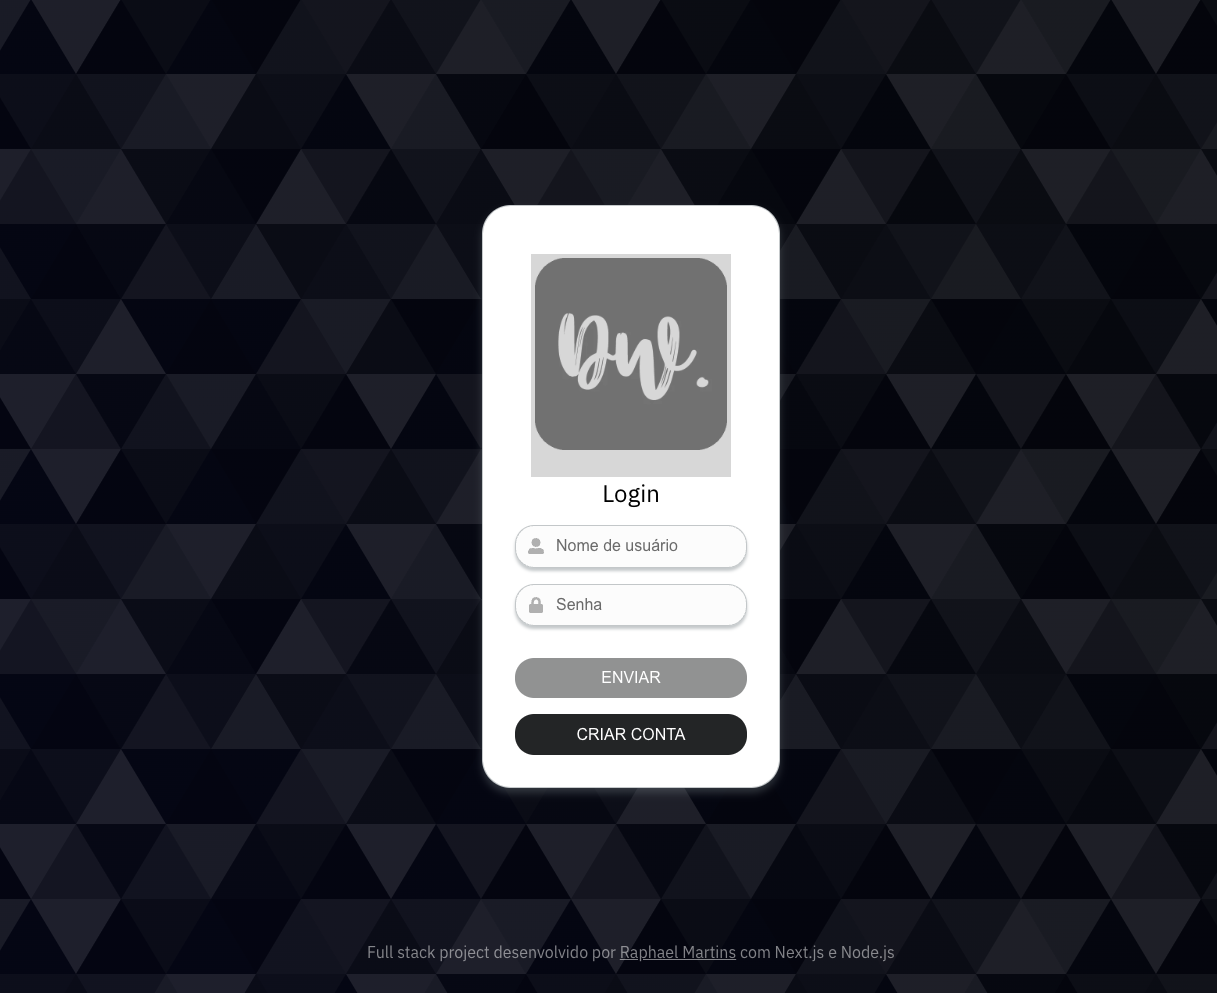 Dw.
Login
Nome de usuário
Senha
ENVIAR
CRIAR CONTA
Full stack project desenvolvido por Raphael Martins com Next.js e Node.js